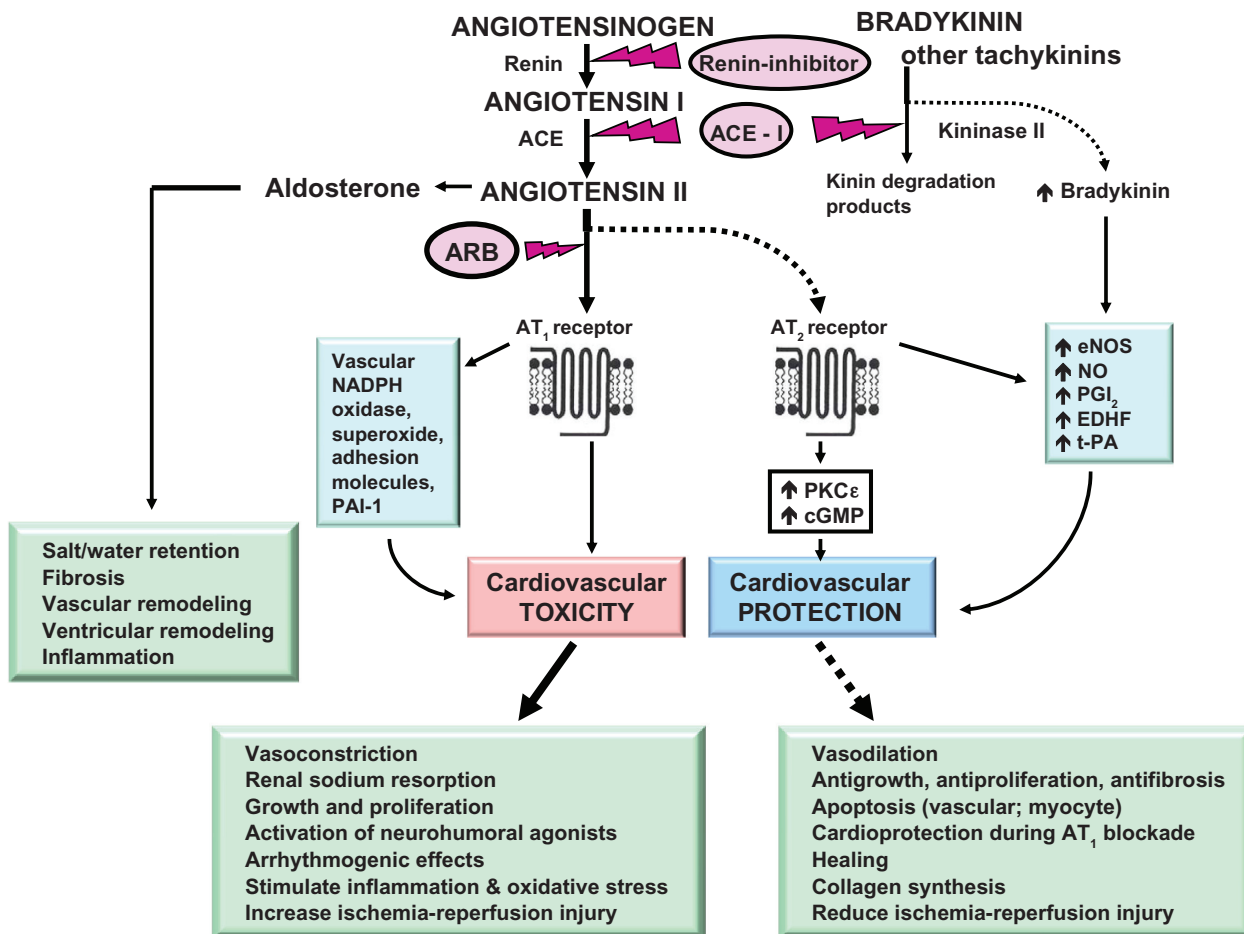 ANGIOTENSINOGEN
BRADYKININ
other tachykinins
Renin
Renin-inhibitor
ANGIOTENSIN I
ACE
ACE - I
Kininase II
Kinin degradation
products
↑ Bradykinin
Aldosterone
ANGIOTENSIN II
ARB
AT₁ receptor
AT₂ receptor
Vascular
NADPH
oxidase,
superoxide,
adhesion
molecules,
PAI-1
↑ eNOS
↑ NO
↑ PGI₂
↑ EDHF
↑ t-PA
↑ PKCε
↑ cGMP
Salt/water retention
Fibrosis
Vascular remodeling
Ventricular remodeling
Inflammation
Cardiovascular
TOXICITY
Cardiovascular
PROTECTION
Vasoconstriction
Renal sodium resorption
Growth and proliferation
Activation of neurohumoral agonists
Arrhythmogenic effects
Stimulate inflammation & oxidative stress
Increase ischemia-reperfusion injury
Vasodilation
Antigrowth, antiproliferation, antifibrosis
Apoptosis (vascular; myocyte)
Cardioprotection during AT₁ blockade
Healing
Collagen synthesis
Reduce ischemia-reperfusion injury